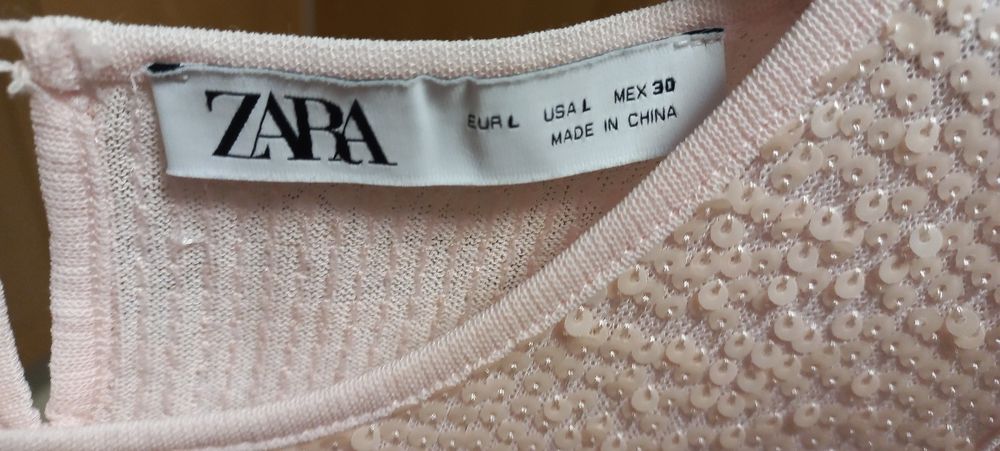 ZARA
EUR L USA L MEX 30
MADE IN CHINA